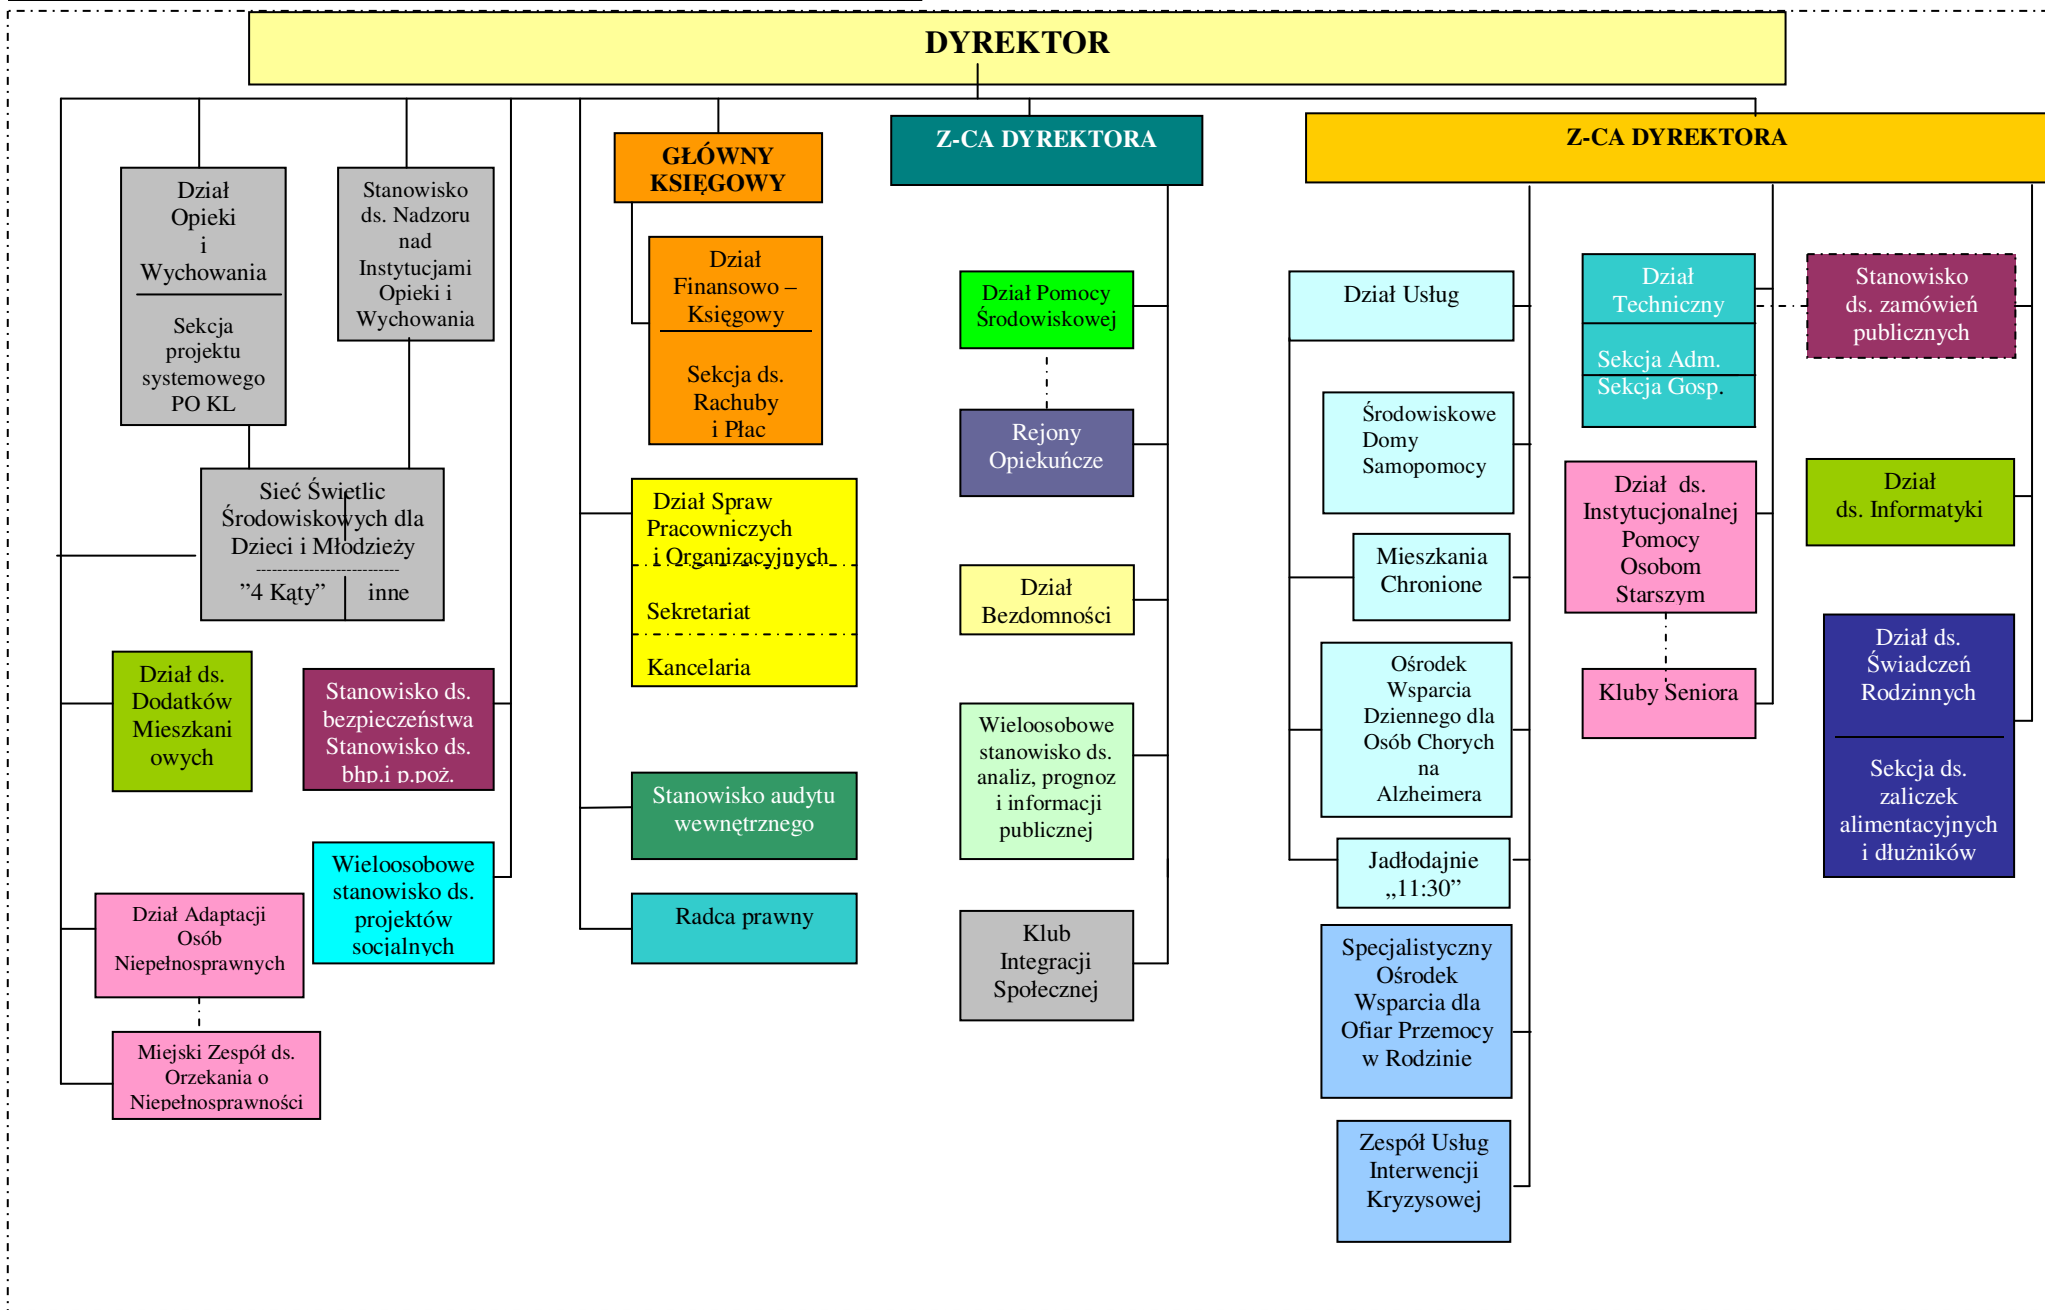 DYREKTOR
GŁÓWNY
KSIĘGOWY
Z-CA DYREKTORA
Z-CA DYREKTORA
Dział
Opieki
i
Wychowania
Sekcja
projektu
systemowego
PO KL
Stanowisko
ds. Nadzoru
nad
Instytucjami
Opieki i
Wychowania
Sieć Świetlic
Środowiskowych dla
Dzieci i Młodzieży
”4 Kąty”
inne
Dział ds.
Dodatków
Mieszkani
owych
Stanowisko ds.
bezpieczeństwa
Stanowisko ds.
bhp.i p.poż.
Wieloosobowe
stanowisko ds.
projektów
socjalnych
Dział Adaptacji
Osób
Niepełnosprawnych
Miejski Zespół ds.
Orzekania o
Niepełnosprawności
Dział
Finansowo –
Księgowy
Sekcja ds.
Rachuby
i Płac
Dział Spraw
Pracowniczych
i Organizacyjnych
Sekretariat
Kancelaria
Stanowisko audytu
wewnętrznego
Radca prawny
Dział Pomocy
Środowiskowej
Rejony
Opiekuńcze
Dział
Bezdomności
Wieloosobowe
stanowisko ds.
analiz, prognoz
i informacji
publicznej
Klub
Integracji
Społecznej
Dział Usług
Środowiskowe
Domy
Samopomocy
Mieszkania
Chronione
Ośrodek
Wsparcia
Dziennego dla
Osób Chorych
na
Alzheimera
Jadłodajnie
„11:30”
Specjalistyczny
Ośrodek
Wsparcia dla
Ofiar Przemocy
w Rodzinie
Zespół Usług
Interwencji
Kryzysowej
Dział
Techniczny
Sekcja Adm.
Sekcja Gosp.
Dział ds.
Instytucjonalnej
Pomocy
Osobom
Starszym
Kluby Seniora
Stanowisko
ds. zamówień
publicznych
Dział
ds. Informatyki
Dział ds.
Świadczeń
Rodzinnych
Sekcja ds.
zaliczek
alimentacyjnych
i dłużników